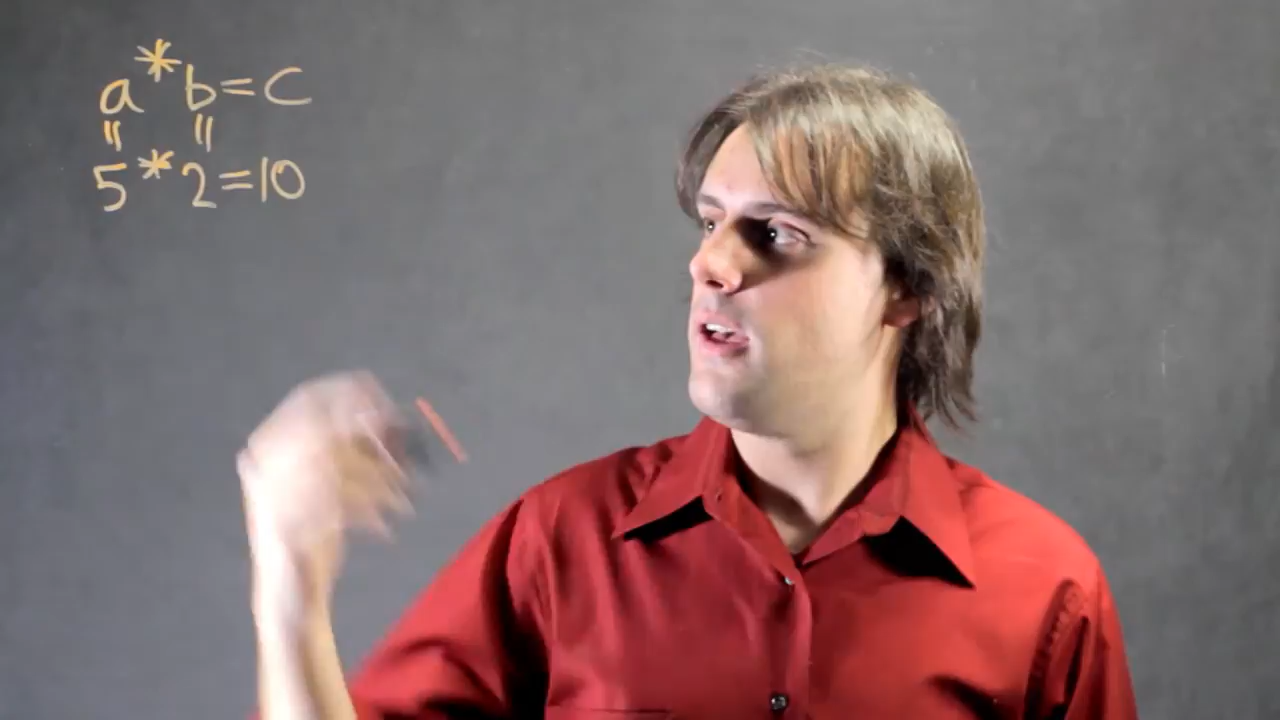 a*b=c
= =
5*2=10